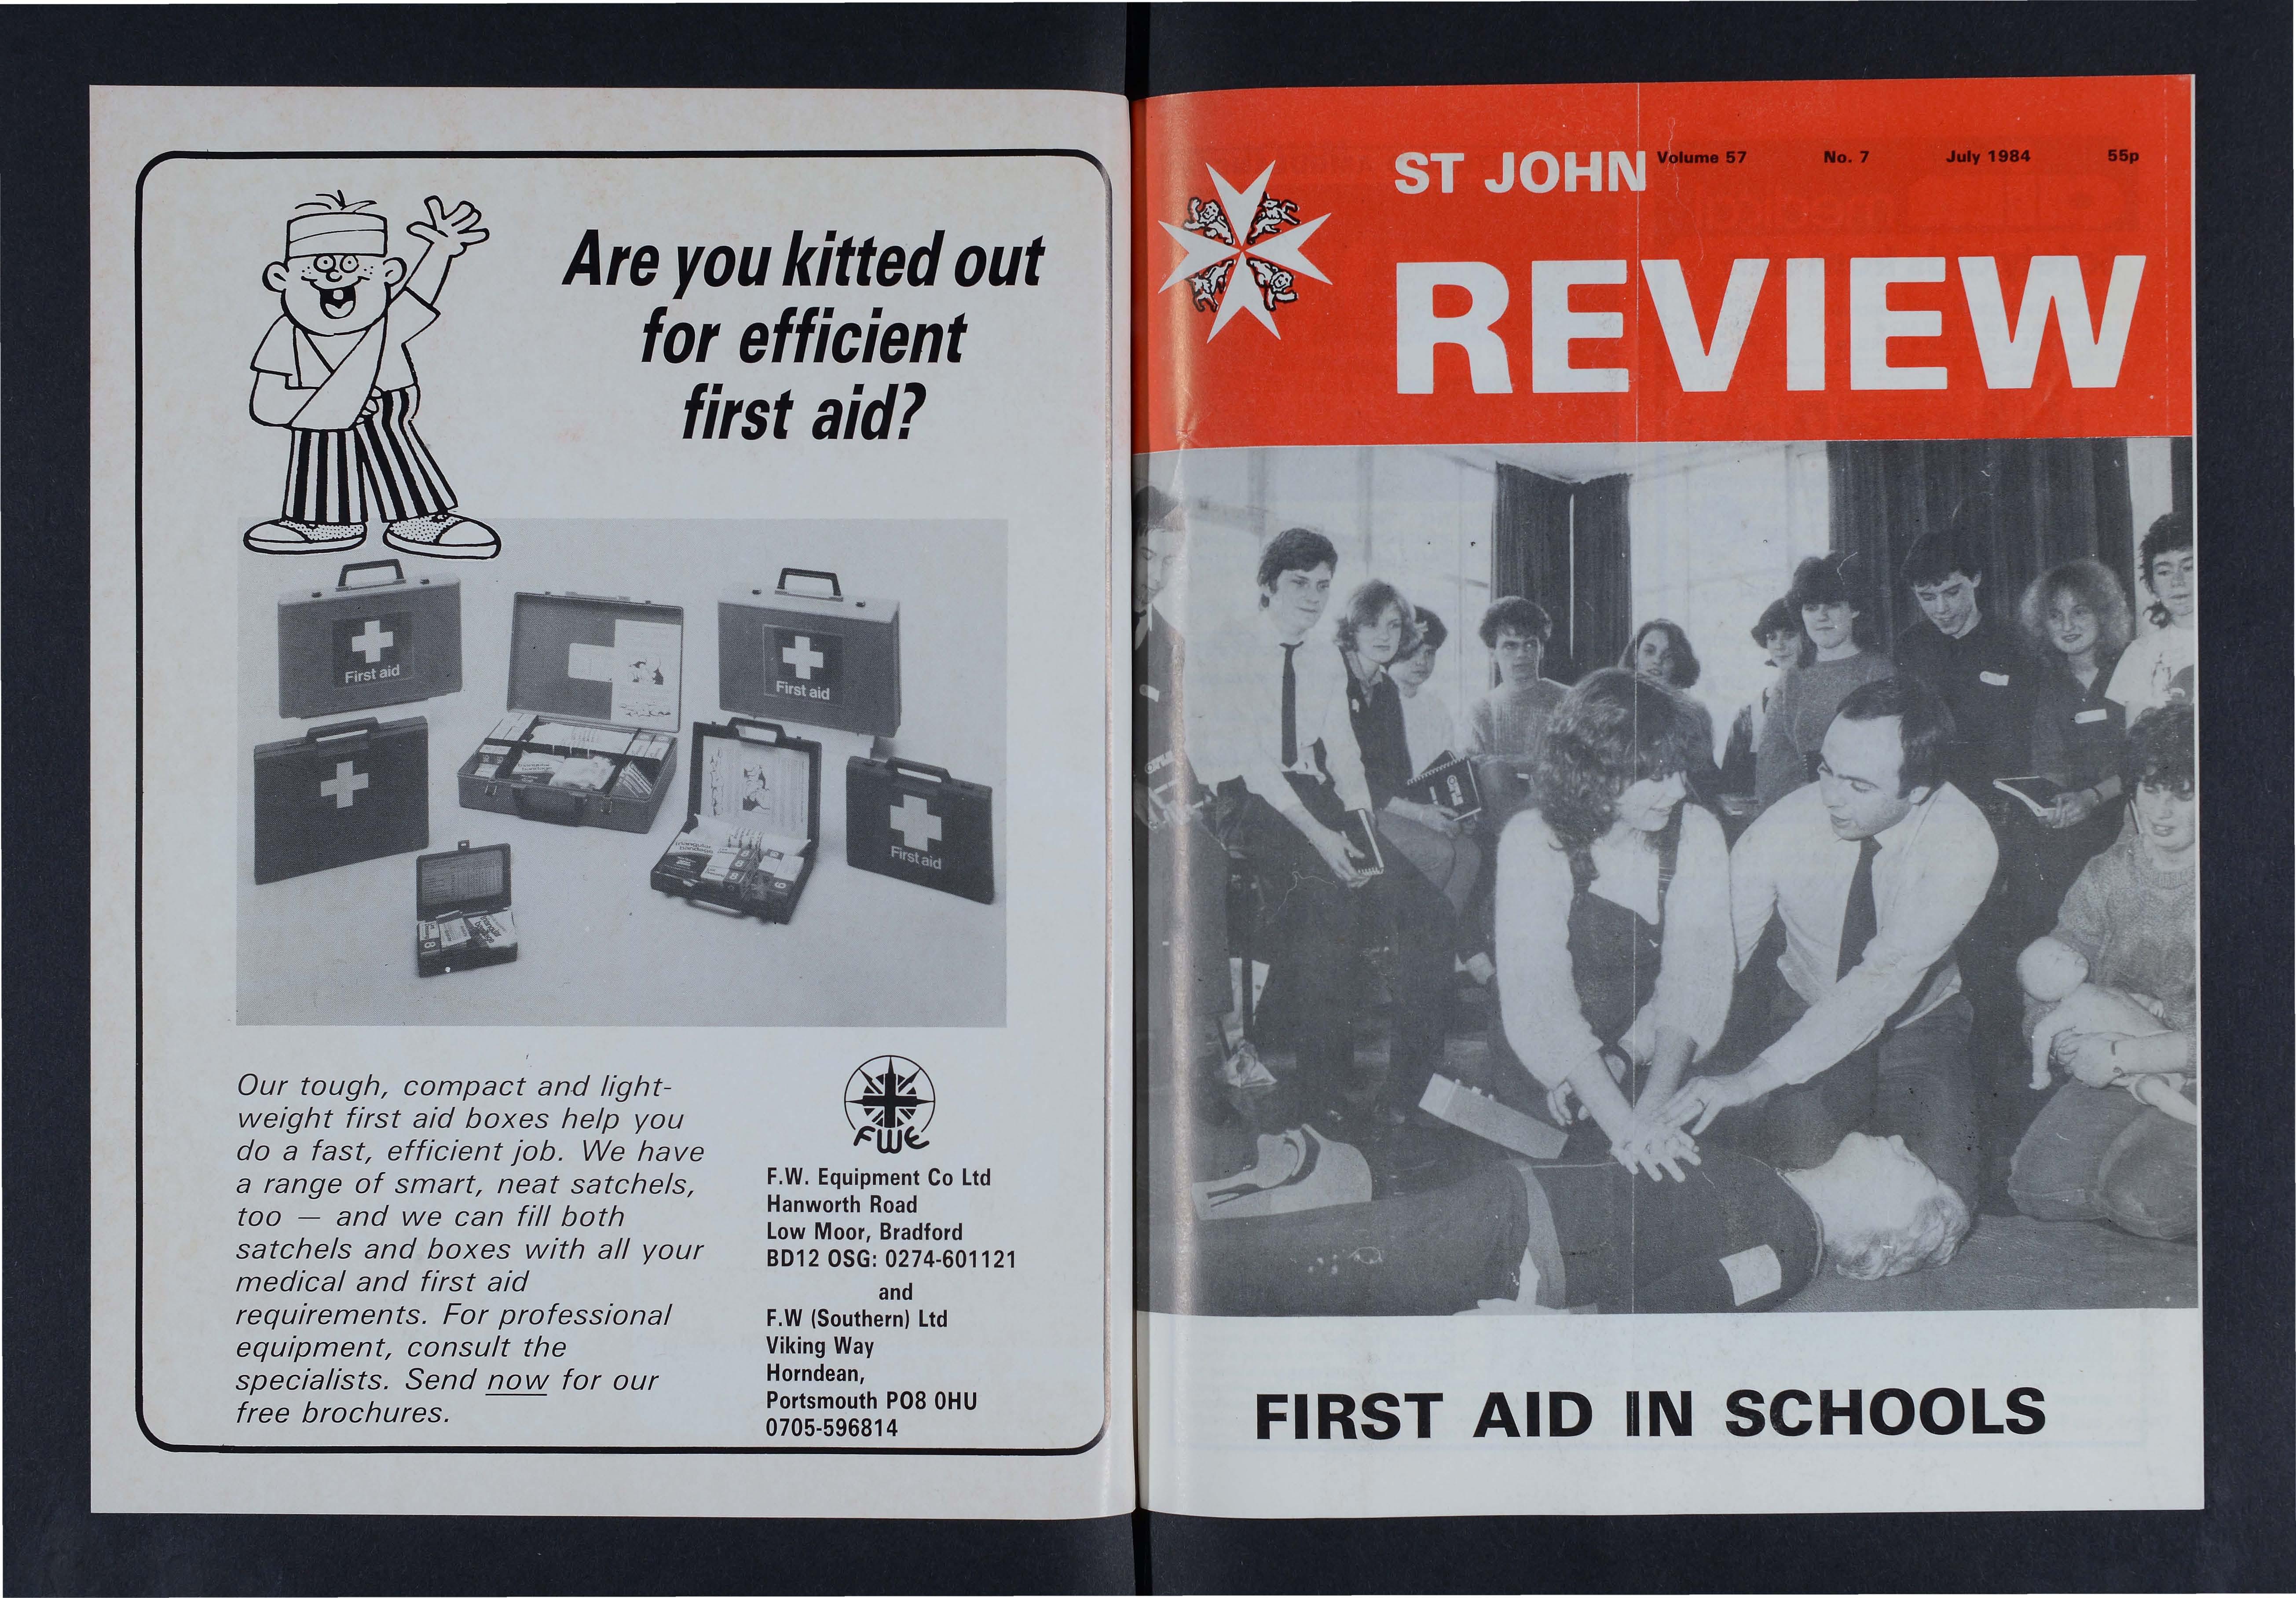 Are you kitted out
for efficient
first aid?
First aid
First aid
First aid
triangular
bandage
triangular
bandage
Our tough, compact and light-
weight first aid boxes help you
do a fast, efficient job. We have
a range of smart, neat satchels,
too — and we can fill both
satchels and boxes with all your
medical and first aid
requirements. For professional
equipment, consult the
specialists. Send now for our
free brochures.
FWE
F.W. Equipment Co Ltd
Hanworth Road
Low Moor, Bradford
BD12 OSG: 0274-601121
and
F.W (Southern) Ltd
Viking Way
Horndean,
Portsmouth PO8 0HU
0705-596814
ST JOHN
Volume 57 No. 7 July 1984 55p
REVIEW
FIRST AID IN SCHOOLS